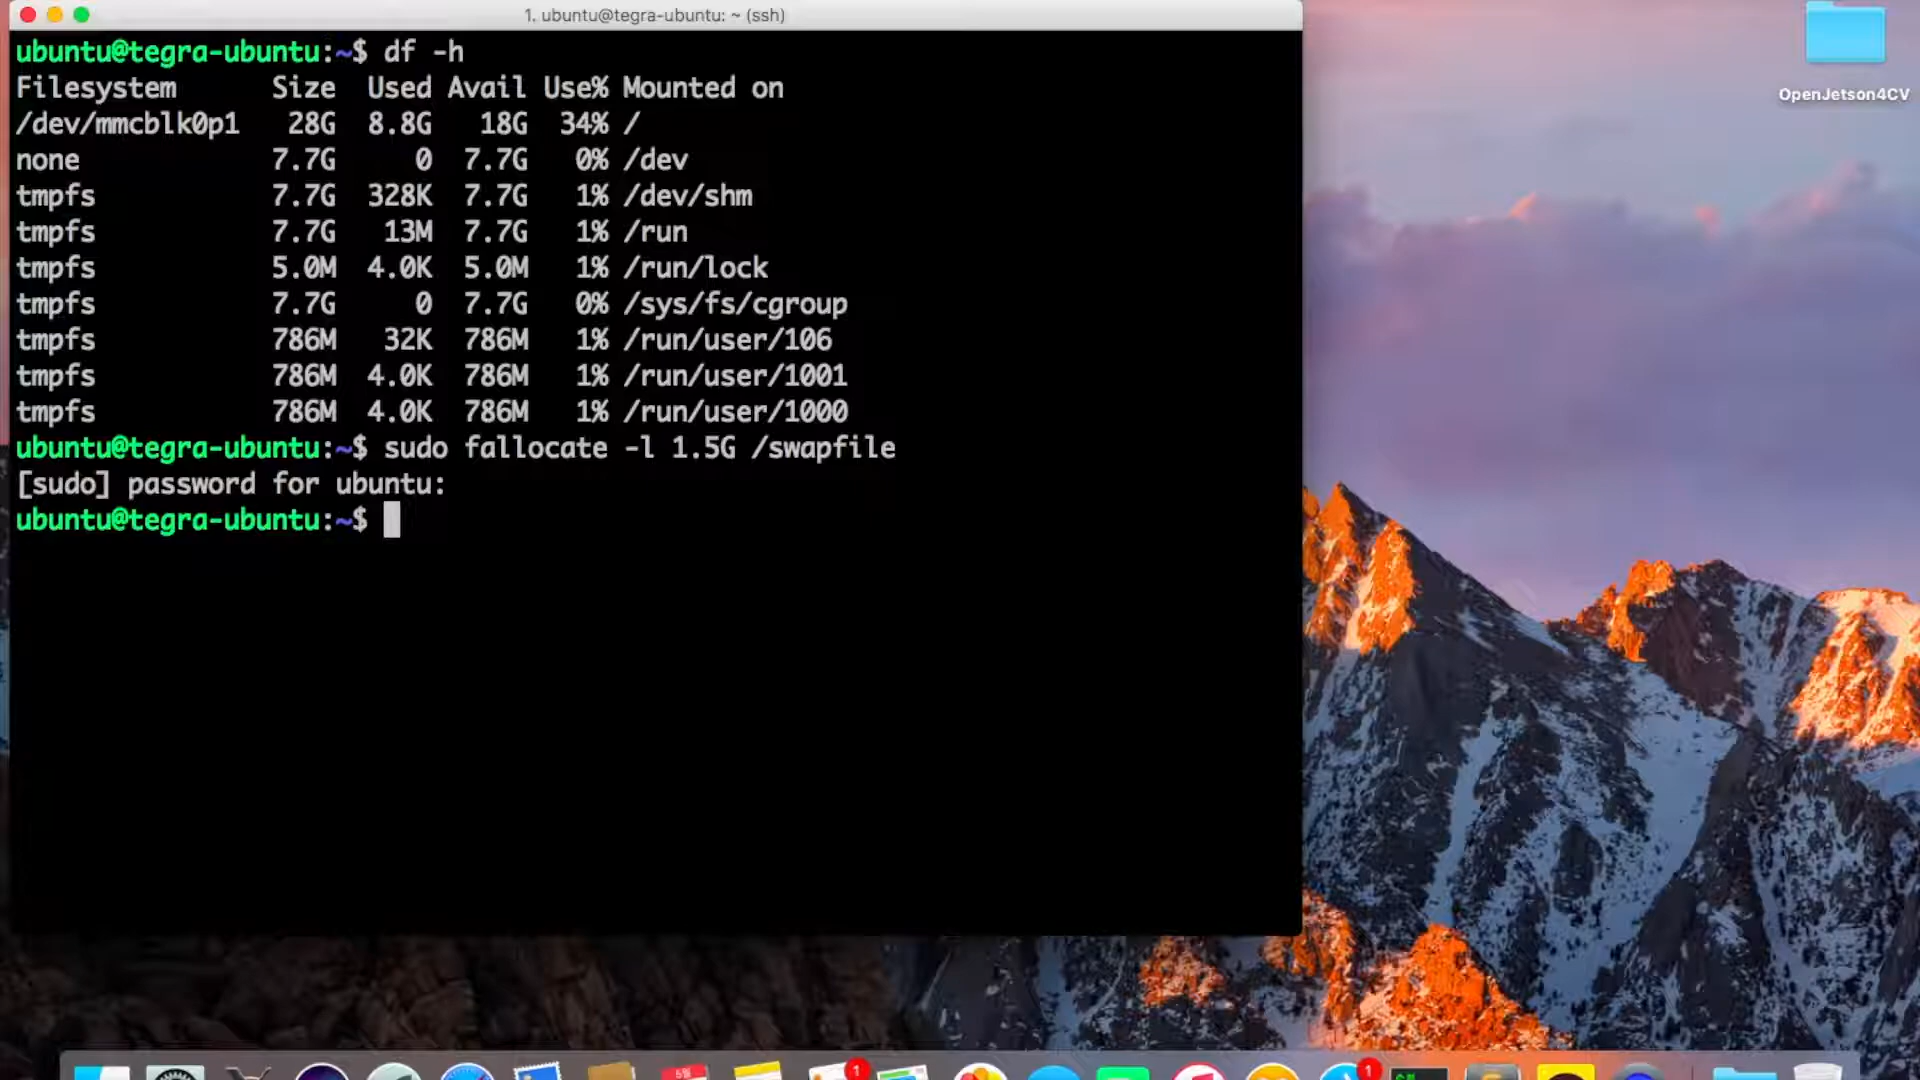 1. ubuntu@tegra-ubuntu: ~ (ssh)
ubuntu@tegra-ubuntu:~$ df -h
Filesystem      Size  Used Avail Use% Mounted on
/dev/mmcblk0p1   28G  8.8G   18G  34% /
none            7.7G     0  7.7G   0% /dev
tmpfs           7.7G  328K  7.7G   1% /dev/shm
tmpfs           7.7G   13M  7.7G   1% /run
tmpfs           5.0M  4.0K  5.0M   1% /run/lock
tmpfs           7.7G     0  7.7G   0% /sys/fs/cgroup
tmpfs           786M   32K  786M   1% /run/user/106
tmpfs           786M  4.0K  786M   1% /run/user/1001
tmpfs           786M  4.0K  786M   1% /run/user/1000
ubuntu@tegra-ubuntu:~$ sudo fallocate -l 1.5G /swapfile
[sudo] password for ubuntu:
ubuntu@tegra-ubuntu:~$
OpenJetson4CV
5월
1
1